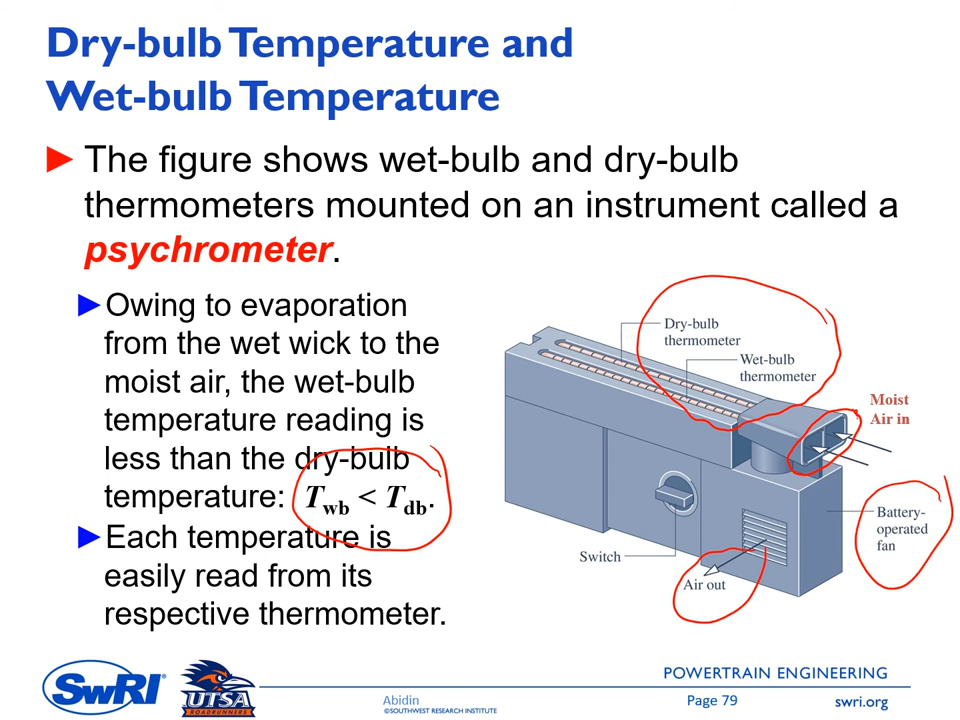 Dry-bulb Temperature and
Wet-bulb Temperature
The figure shows wet-bulb and dry-bulb
thermometers mounted on an instrument called a
psychrometer.
Owing to evaporation
from the wet wick to the
moist air, the wet-bulb
temperature reading is
less than the dry-bulb
temperature: Twb < Tdb.
Each temperature is
easily read from its
respective thermometer.
Dry-bulb
thermometer
Wet-bulb
thermometer
Moist
Air in
Battery-
operated
fan
Switch
Air out
SwRI
UTSA
ROADRUNNERS
Abidin
©SOUTHWEST RESEARCH INSTITUTE
POWERTRAIN ENGINEERING
Page 79
swri.org